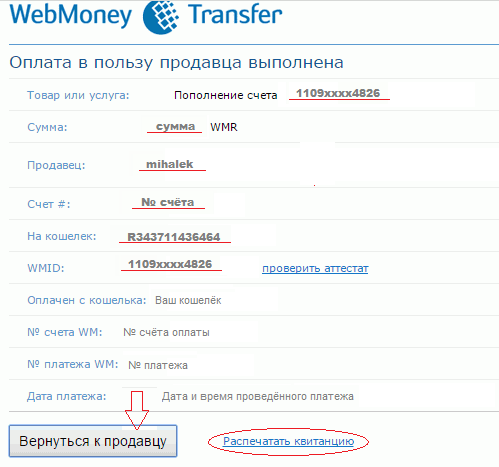 WebMoney Transfer
Оплата в пользу продавца выполнена
Товар или услуга: Пополнение счета 1109xxxx4826
Сумма: сумма WMR
Продавец: mihalek
Счет #: № счёта
На кошелек: R343711436464
WMID: 1109xxxx4826 проверить аттестат
Оплачен с кошелька: Ваш кошелёк
№ счета WM: № счёта оплаты
№ платежа WM: № платежа
Дата платежа: Дата и время проведённого платежа
Вернуться к продавцу Распечатать квитанцию